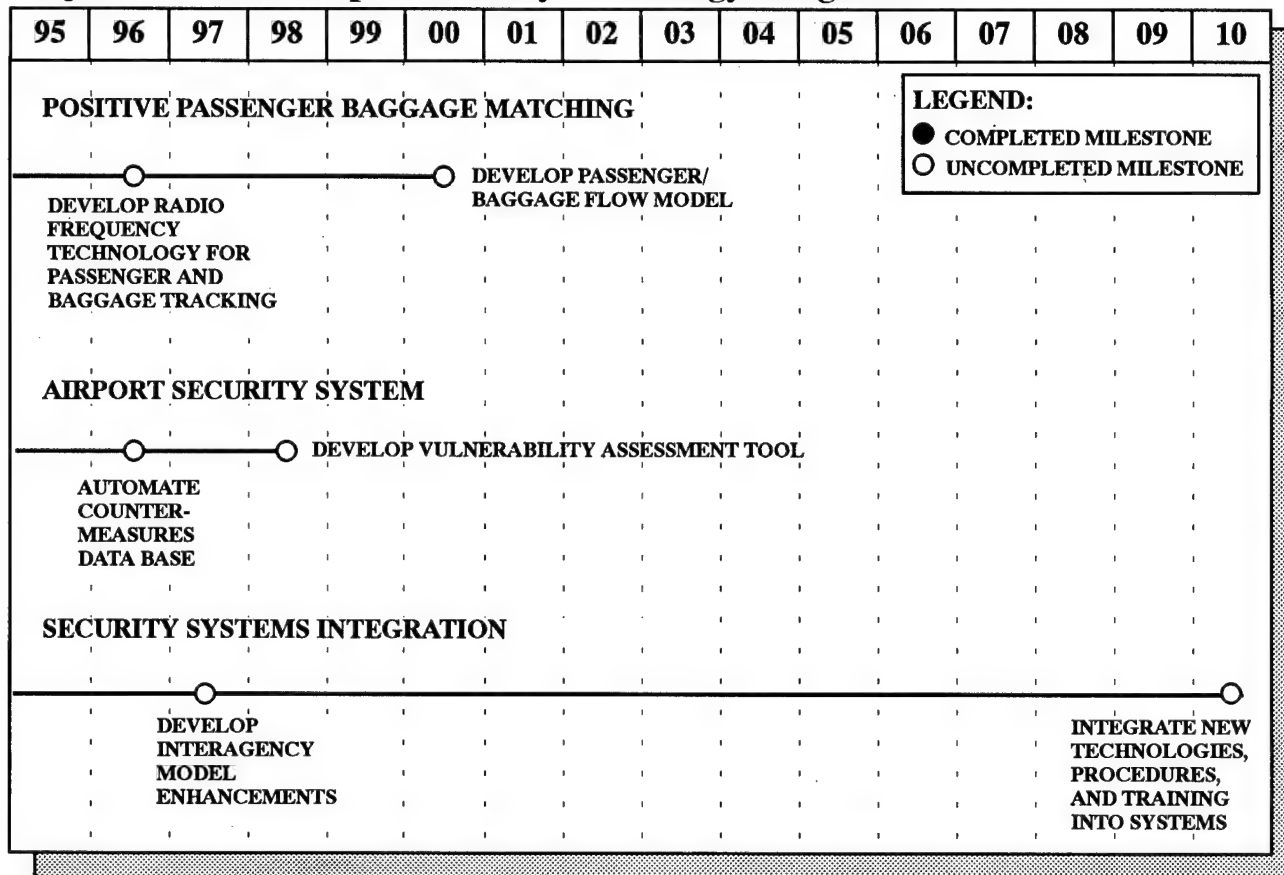 95 96 97 98 99 00 01 02 03 04 05 06 07 08 09 10
LEGEND:
COMPLETED MILESTONE
UNCOMPLETED MILESTONE
POSITIVE PASSENGER BAGGAGE MATCHING
DEVELOP RADIO
FREQUENCY
TECHNOLOGY FOR
PASSENGER AND
BAGGAGE TRACKING
DEVELOP PASSENGER/
BAGGAGE FLOW MODEL
AIRPORT SECURITY SYSTEM
AUTOMATE
COUNTER-
MEASURES
DATA BASE
DEVELOP VULNERABILITY ASSESSMENT TOOL
SECURITY SYSTEMS INTEGRATION
DEVELOP
INTERAGENCY
MODEL
ENHANCEMENTS
INTEGRATE NEW
TECHNOLOGIES,
PROCEDURES,
AND TRAINING
INTO SYSTEMS